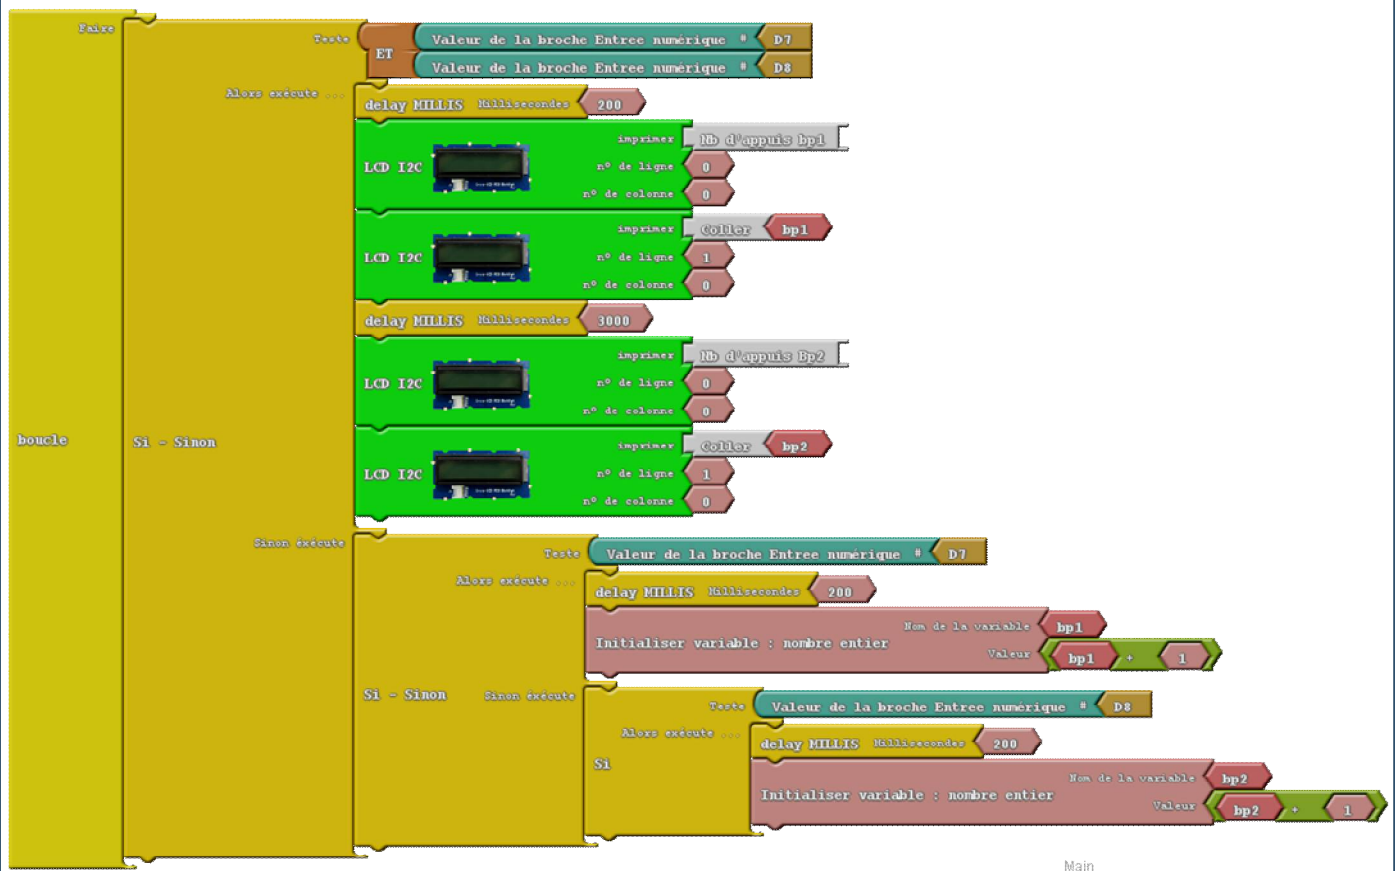 Faire
Teste
ET
Valeur de la broche Entree numérique # D7
Valeur de la broche Entree numérique # D8
Alors exécute ...
delay MILLIS Millisecondes 200
imprimer Nb d'appuis bp1
LCD I2C
n° de ligne 0
n° de colonne 0
imprimer Coller bp1
LCD I2C
n° de ligne 1
n° de colonne 0
delay MILLIS Millisecondes 3000
imprimer Nb d'appuis Bp2
LCD I2C
n° de ligne 0
n° de colonne 0
boucle
Si - Sinon
imprimer Coller bp2
LCD I2C
n° de ligne 1
n° de colonne 0
Sinon éxécute
Teste Valeur de la broche Entree numérique # D7
Alors exécute ...
delay MILLIS Millisecondes 200
Nom de la variable bp1
Initialiser variable : nombre entier
Valeur bp1 + 1
Si - Sinon
Sinon éxécute
Teste Valeur de la broche Entree numérique # D8
Alors exécute ...
delay MILLIS Millisecondes 200
Si
Nom de la variable bp2
Initialiser variable : nombre entier
Valeur bp2 + 1
Main